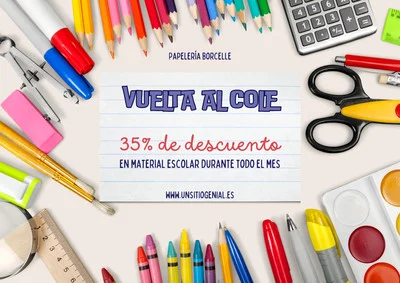 PAPELERÍA BORCELLE
VUELTA AL COLE
35% de descuento
EN MATERIAL ESCOLAR DURANTE TODO EL MES
WWW.UNSITIOGENIAL.ES